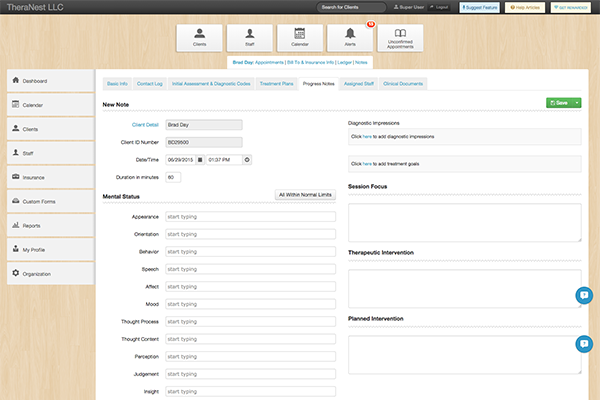 TheraNest LLC
Search for Clients
Super User
Logout
Suggest Feature
Help Articles
GET REWARDED
Clients
Staff
Calendar
10
Alerts
Unconfirmed
Appointments
Brad Day: Appointments | Bill To & Insurance Info | Ledger | Notes
Dashboard
Calendar
Clients
Staff
Insurance
Custom Forms
Reports
My Profile
Organization
Basic Info
Contact Log
Initial Assessment & Diagnostic Codes
Treatment Plans
Progress Notes
Assigned Staff
Clinical Documents
New Note
Save
Client Detail Brad Day
Client ID Number BD29500
Date/Time 06/29/2015 01:37 PM
Duration in minutes 60
Mental Status
All Within Normal Limits
Appearance start typing
Orientation start typing
Behavior start typing
Speech start typing
Affect start typing
Mood start typing
Thought Process start typing
Thought Content start typing
Perception start typing
Judgement start typing
Insight start typing
Diagnostic Impressions
Click here to add diagnostic impressions
Click here to add treatment goals
Session Focus
Therapeutic Intervention
Planned Intervention